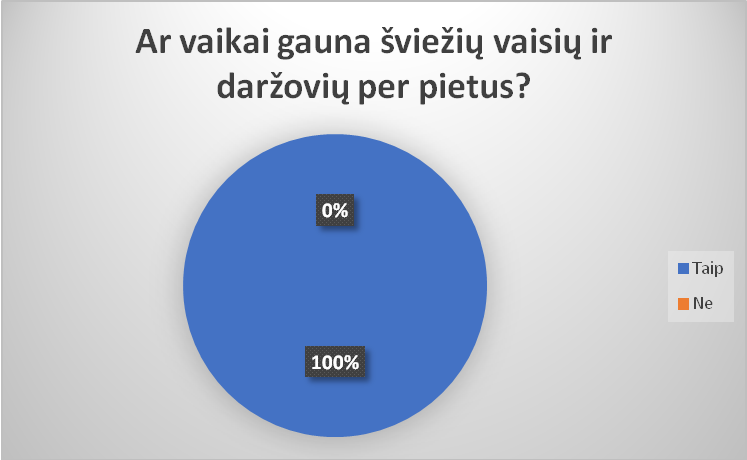 Ar vaikai gauna šviežių vaisių ir
daržovių per pietus?
0%
100%
Taip
Ne